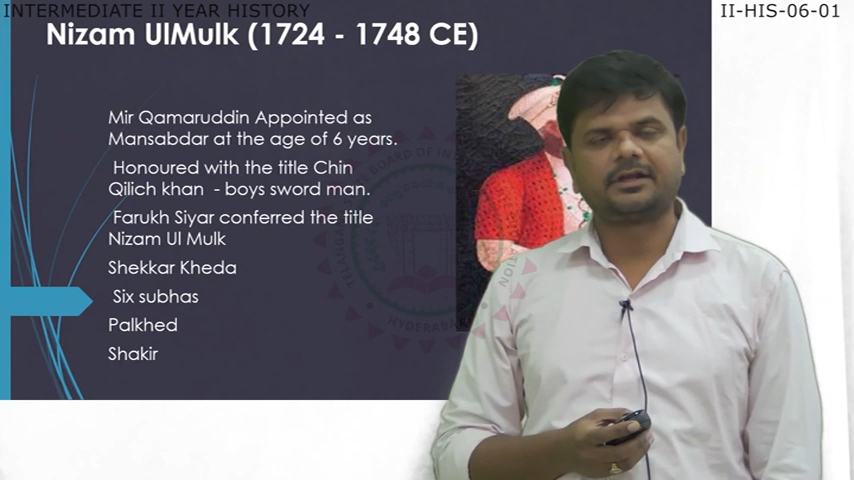 INTERMEDIATE II YEAR HISTORY
II-HIS-06-01
Nizam UlMulk (1724 - 1748 CE)
Mir Qamaruddin Appointed as
Mansabdar at the age of 6 years.
Honoured with the title Chin
Qilich khan - boys sword man.
Farukh Siyar conferred the title
Nizam Ul Mulk
Shekkar Kheda
Six subhas
Palkhed
Shakir
HYDERABAD